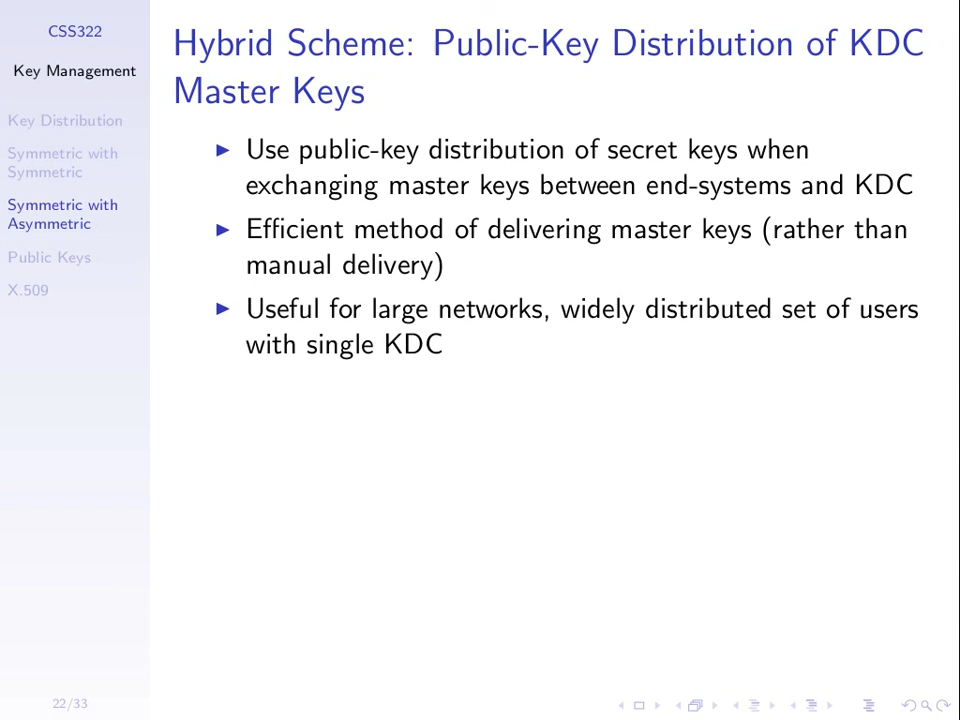 CSS322
Key Management
Key Distribution
Symmetric with
Symmetric
Symmetric with
Asymmetric
Public Keys
X.509
22/33
Hybrid Scheme: Public-Key Distribution of KDC
Master Keys
Use public-key distribution of secret keys when
exchanging master keys between end-systems and KDC
Efficient method of delivering master keys (rather than
manual delivery)
Useful for large networks, widely distributed set of users
with single KDC